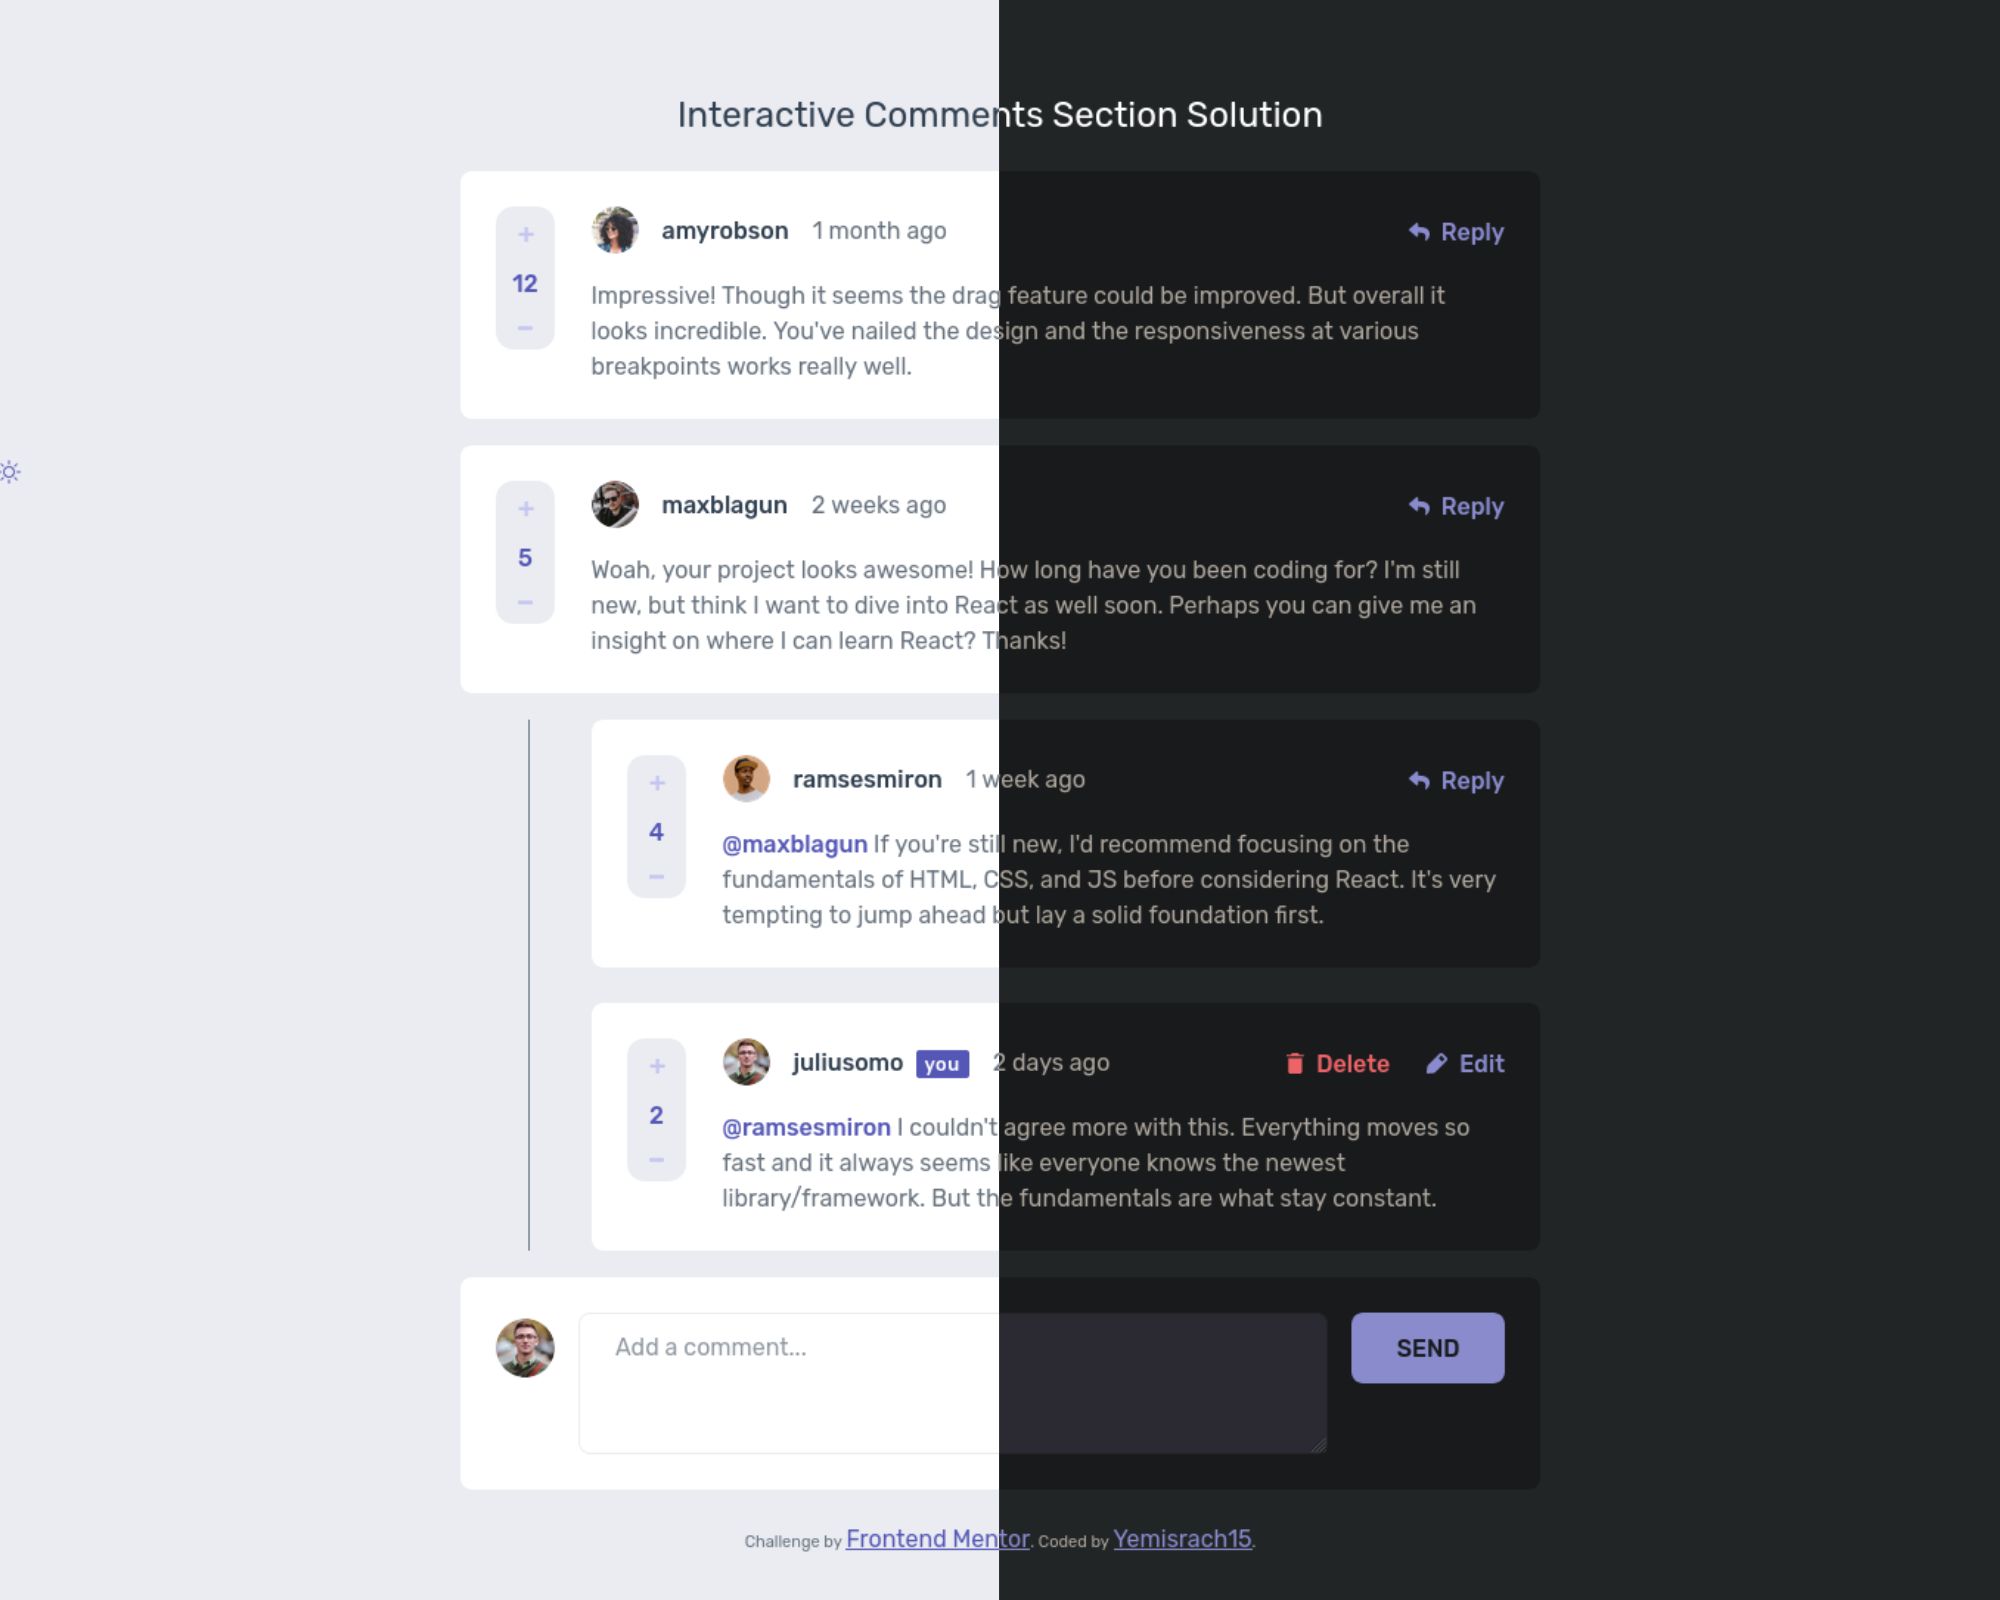 Interactive Comments Section Solution
+
12
−
amyrobson 1 month ago Reply
Impressive! Though it seems the drag feature could be improved. But overall it
looks incredible. You've nailed the design and the responsiveness at various
breakpoints works really well.
+
5
−
maxblagun 2 weeks ago Reply
Woah, your project looks awesome! How long have you been coding for? I'm still
new, but think I want to dive into React as well soon. Perhaps you can give me an
insight on where I can learn React? Thanks!
+
4
−
ramsesmiron 1 week ago Reply
@maxblagun If you're still new, I'd recommend focusing on the
fundamentals of HTML, CSS, and JS before considering React. It's very
tempting to jump ahead but lay a solid foundation first.
+
2
−
juliusomo you 2 days ago Delete Edit
@ramsesmiron I couldn't agree more with this. Everything moves so
fast and it always seems like everyone knows the newest
library/framework. But the fundamentals are what stay constant.
Add a comment...
SEND
Challenge by Frontend Mentor. Coded by Yemisrach15.